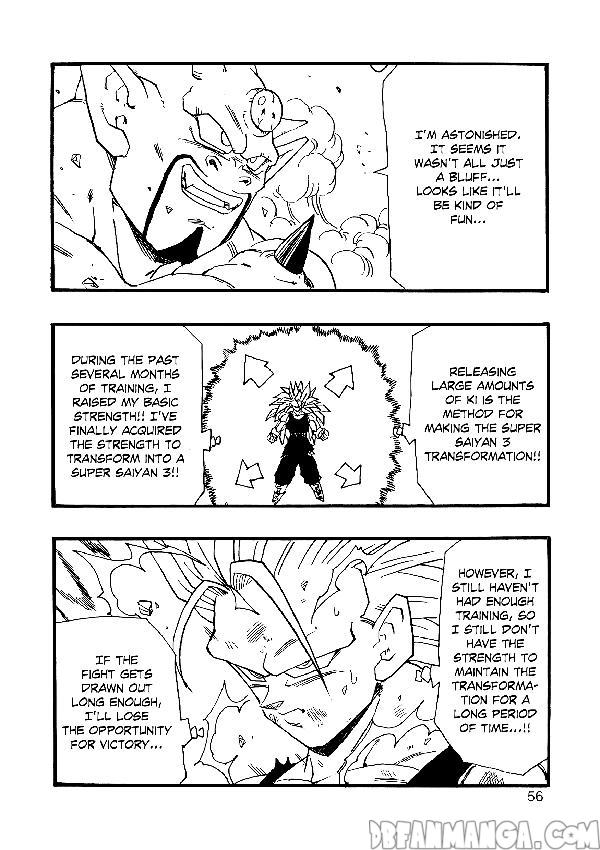 I'M ASTONISHED.
IT SEEMS IT
WASN'T ALL JUST
A BLUFF...
LOOKS LIKE IT'LL
BE KIND OF
FUN...
RELEASING
LARGE AMOUNTS
OF KI IS THE
METHOD FOR
MAKING THE SUPER
SAIYAN 3
TRANSFORMATION!!
DURING THE PAST
SEVERAL MONTHS
OF TRAINING, I
RAISED MY BASIC
STRENGTH!! I'VE
FINALLY ACQUIRED
THE STRENGTH TO
TRANSFORM INTO A
SUPER SAIYAN 3!!
HOWEVER, I
STILL HAVEN'T
HAD ENOUGH
TRAINING, SO
I STILL DON'T
HAVE THE
STRENGTH TO
MAINTAIN THE
TRANSFORMA-
TION FOR A
LONG PERIOD
OF TIME...!!
IF THE
FIGHT GETS
DRAWN OUT
LONG ENOUGH,
I'LL LOSE
THE OPPORTUNITY
FOR VICTORY...
56
DBFANMANGA.COM